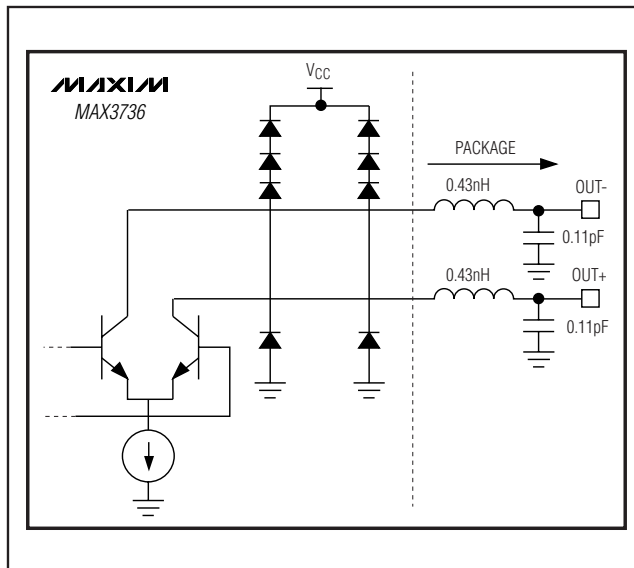 MAXIM
MAX3736
VCC
PACKAGE
0.43nH
OUT-
0.11pF
0.43nH
OUT+
0.11pF